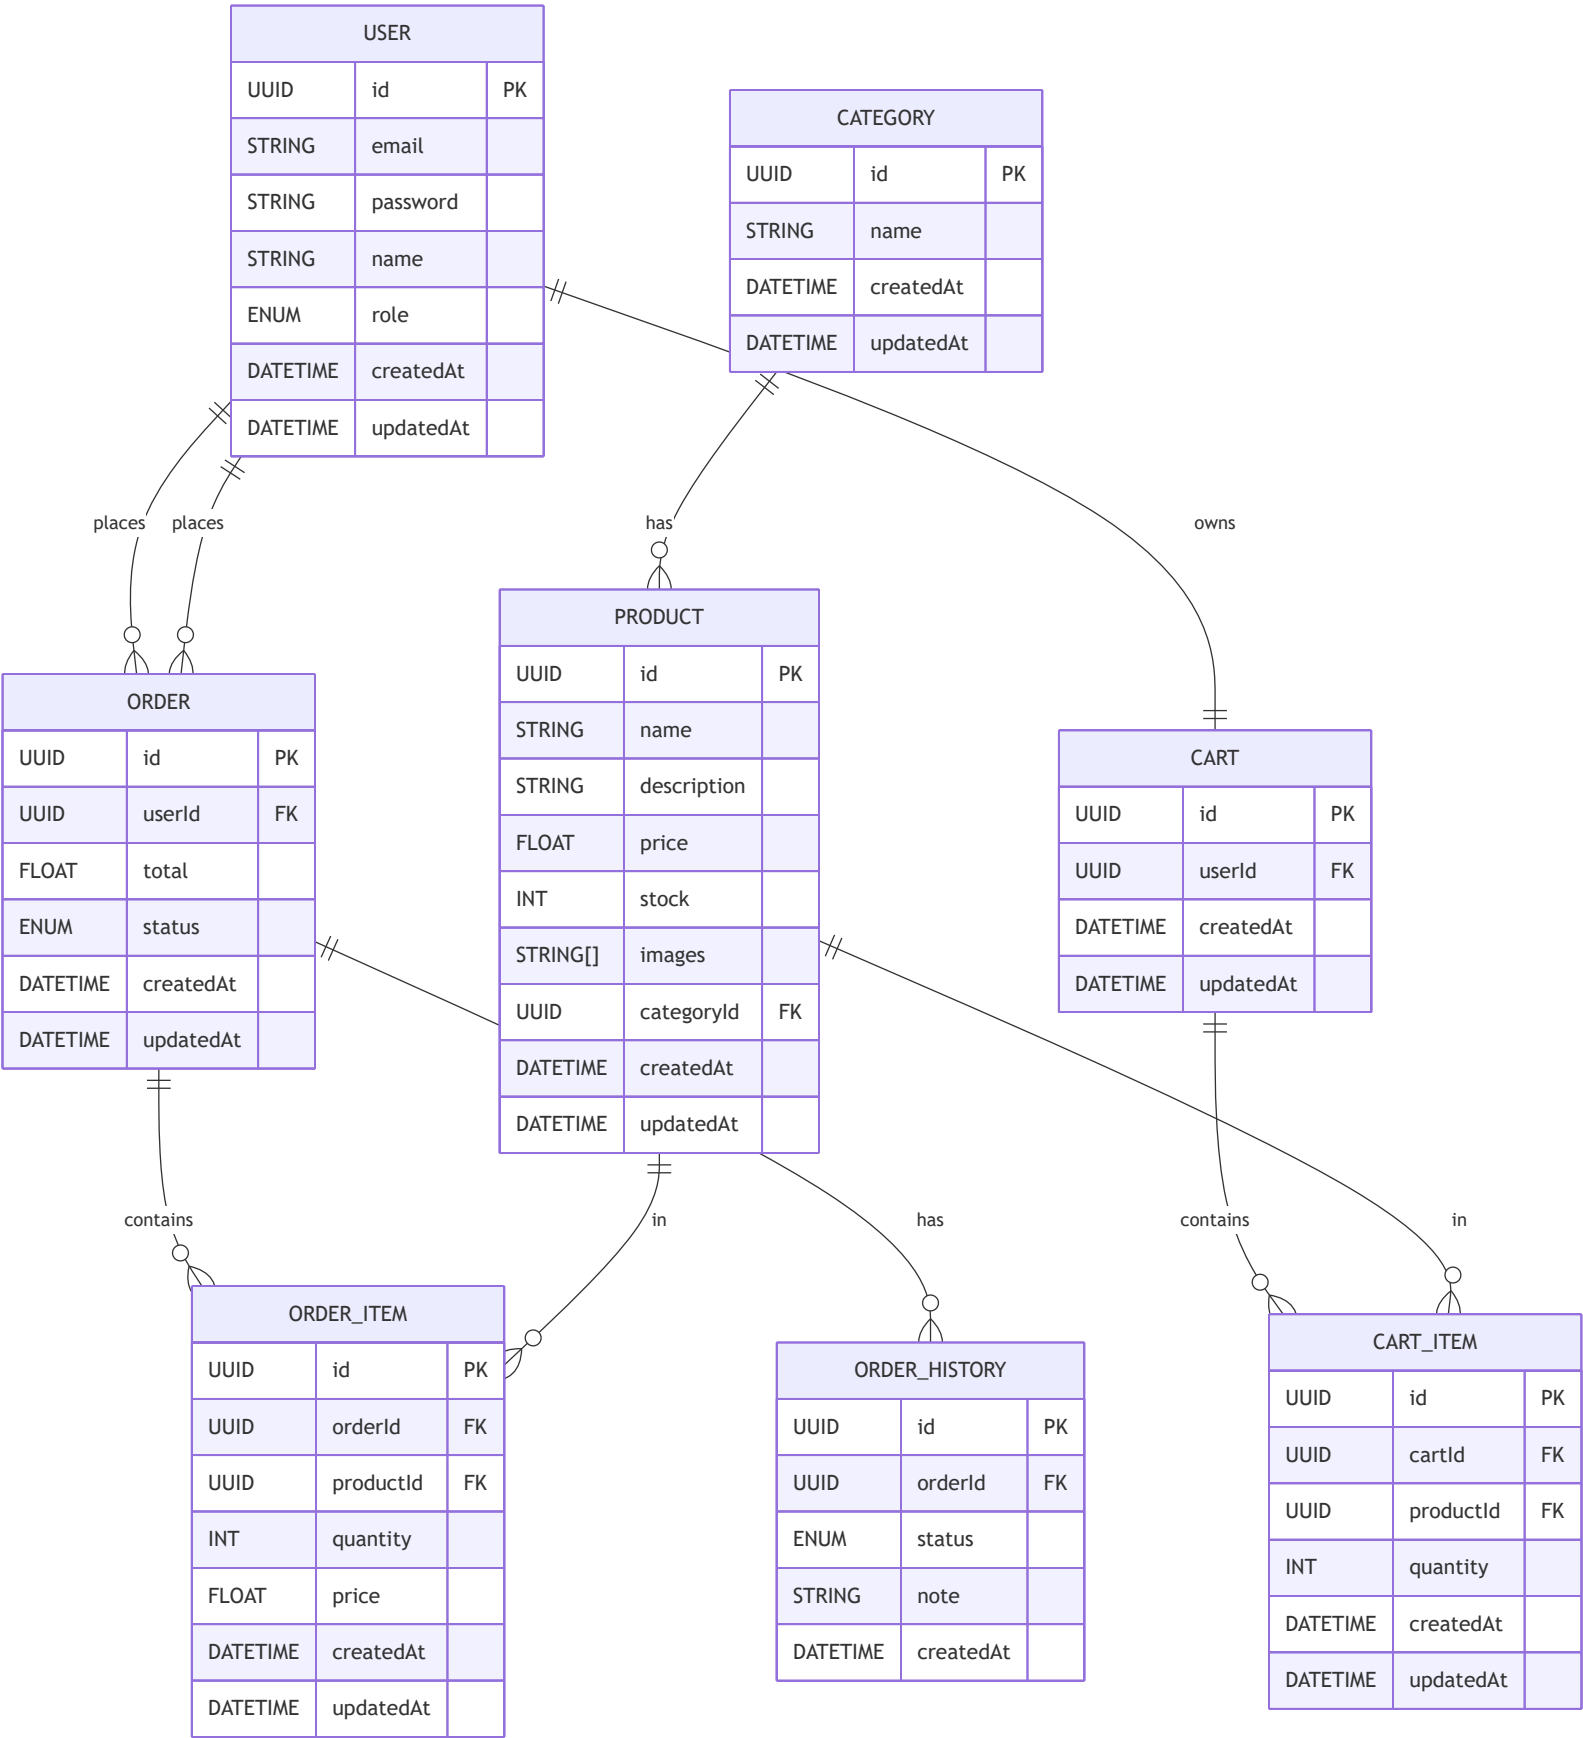 USER
UUID id PK
STRING email
STRING password
STRING name
ENUM role
DATETIME createdAt
DATETIME updatedAt
CATEGORY
UUID id PK
STRING name
DATETIME createdAt
DATETIME updatedAt
places
places
has
owns
ORDER
UUID id PK
UUID userId FK
FLOAT total
ENUM status
DATETIME createdAt
DATETIME updatedAt
PRODUCT
UUID id PK
STRING name
STRING description
FLOAT price
INT stock
STRING[] images
UUID categoryId FK
DATETIME createdAt
DATETIME updatedAt
CART
UUID id PK
UUID userId FK
DATETIME createdAt
DATETIME updatedAt
contains
in
has
contains
in
ORDER_ITEM
UUID id PK
UUID orderId FK
UUID productId FK
INT quantity
FLOAT price
DATETIME createdAt
DATETIME updatedAt
ORDER_HISTORY
UUID id PK
UUID orderId FK
ENUM status
STRING note
DATETIME createdAt
CART_ITEM
UUID id PK
UUID cartId FK
UUID productId FK
INT quantity
DATETIME createdAt
DATETIME updatedAt